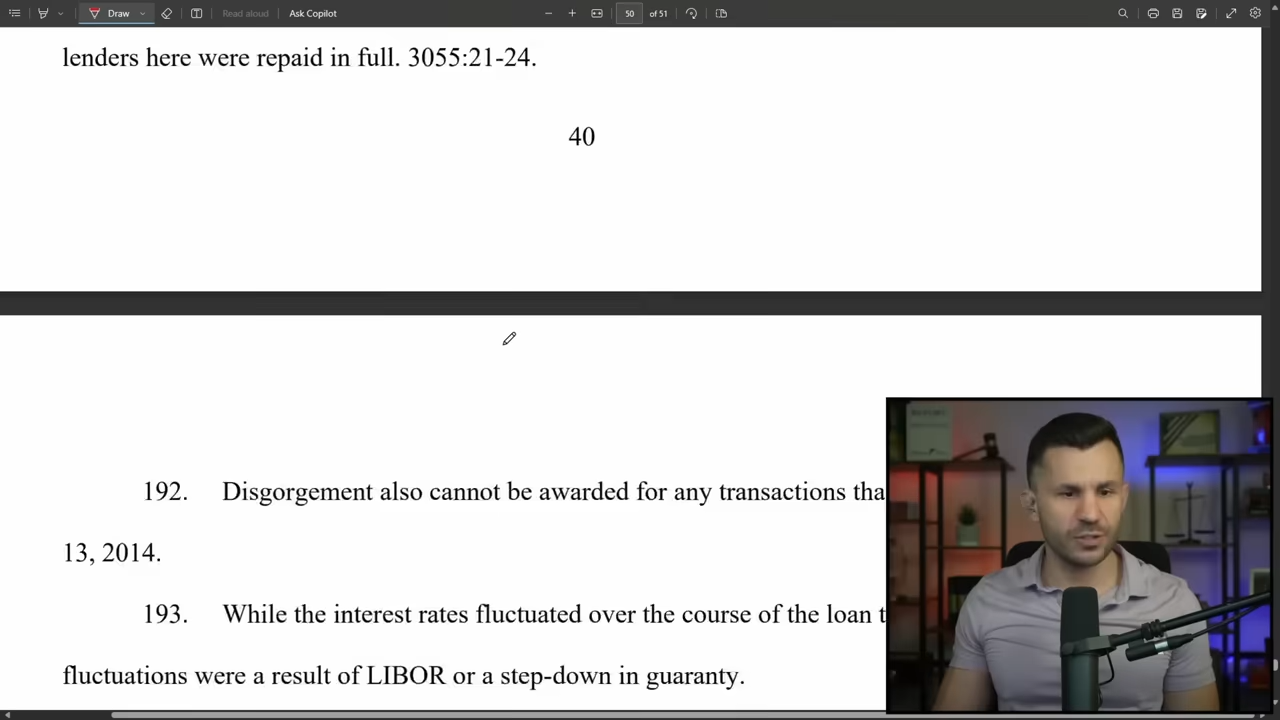 Draw
Read aloud
Ask Copilot
50 of 51
lenders here were repaid in full. 3055:21-24.
40
192. Disgorgement also cannot be awarded for any transactions tha
13, 2014.
193. While the interest rates fluctuated over the course of the loan t
fluctuations were a result of LIBOR or a step-down in guaranty.